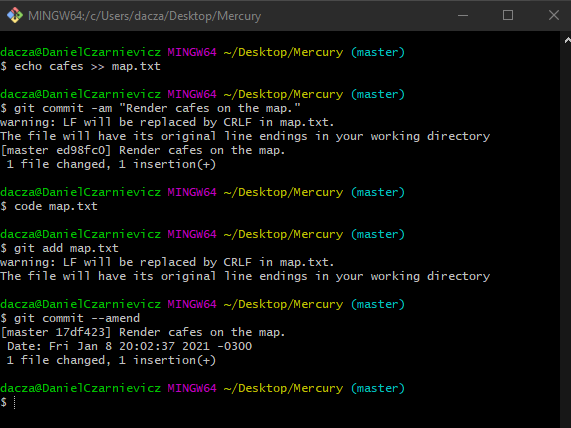 MINGW64:/c/Users/dacza/Desktop/Mercury
dacza@DanielCzarnievicz MINGW64 ~/Desktop/Mercury (master)
$ echo cafes >> map.txt
dacza@DanielCzarnievicz MINGW64 ~/Desktop/Mercury (master)
$ git commit -am "Render cafes on the map."
warning: LF will be replaced by CRLF in map.txt.
The file will have its original line endings in your working directory
[master ed98fc0] Render cafes on the map.
 1 file changed, 1 insertion(+)
dacza@DanielCzarnievicz MINGW64 ~/Desktop/Mercury (master)
$ code map.txt
dacza@DanielCzarnievicz MINGW64 ~/Desktop/Mercury (master)
$ git add map.txt
warning: LF will be replaced by CRLF in map.txt.
The file will have its original line endings in your working directory
dacza@DanielCzarnievicz MINGW64 ~/Desktop/Mercury (master)
$ git commit --amend
[master 17df423] Render cafes on the map.
 Date: Fri Jan 8 20:02:37 2021 -0300
 1 file changed, 1 insertion(+)
dacza@DanielCzarnievicz MINGW64 ~/Desktop/Mercury (master)
$